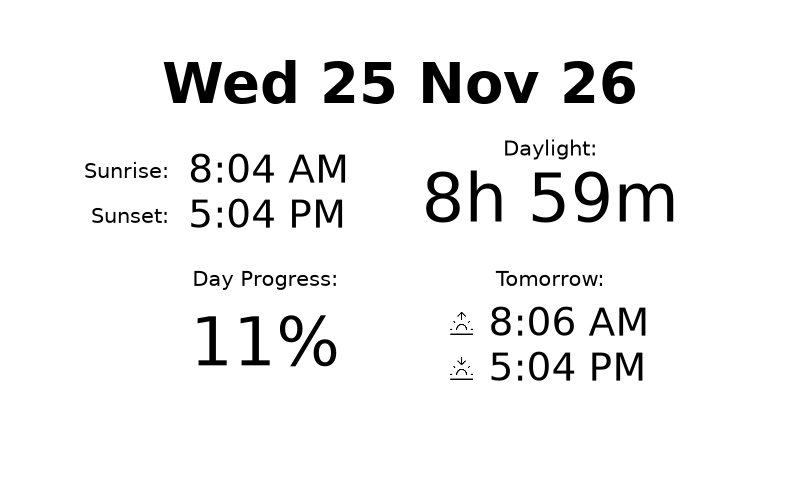 Wed 25 Nov 26
Sunrise: 8:04 AM
Sunset: 5:04 PM
Daylight:
8h 59m
Day Progress:
11%
Tomorrow:
8:06 AM
5:04 PM